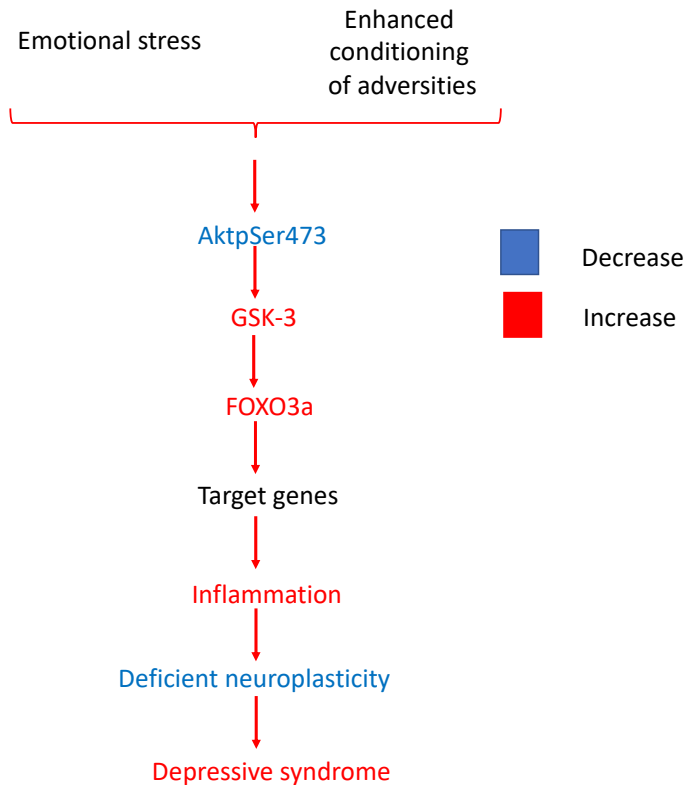 Emotional stress
Enhanced
conditioning
of adversities
AktpSer473
GSK-3
FOXO3a
Target genes
Inflammation
Deficient neuroplasticity
Depressive syndrome
Decrease
Increase